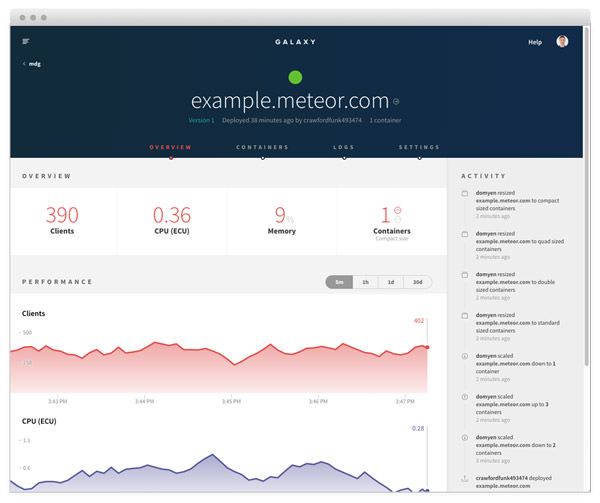 GALAXY
Help
< mdg
example.meteor.com
Version 1 Deployed 38 minutes ago by crawfordfunk493474 1 container
OVERVIEW CONTAINERS LOGS SETTINGS
OVERVIEW
390
Clients
0.36
CPU (ECU)
9%
Memory
1
Containers
Compact size
PERFORMANCE
5m 1h 1d 30d
Clients
402
500
250
3:43 PM 3:44 PM 3:45 PM 3:46 PM 3:47 PM
CPU (ECU)
0.28
1.1
0.6
ACTIVITY
domyen resized
example.meteor.com to compact
sized containers
2 minutes ago
domyen resized
example.meteor.com to quad sized
containers
2 minutes ago
domyen resized
example.meteor.com to double
sized containers
2 minutes ago
domyen resized
example.meteor.com to standard
sized containers
2 minutes ago
domyen scaled
example.meteor.com down to 1
container
2 minutes ago
domyen scaled
example.meteor.com up to 3
containers
2 minutes ago
domyen scaled
example.meteor.com down to 2
containers
3 minutes ago
crawfordfunk493474 deployed
example.meteor.com